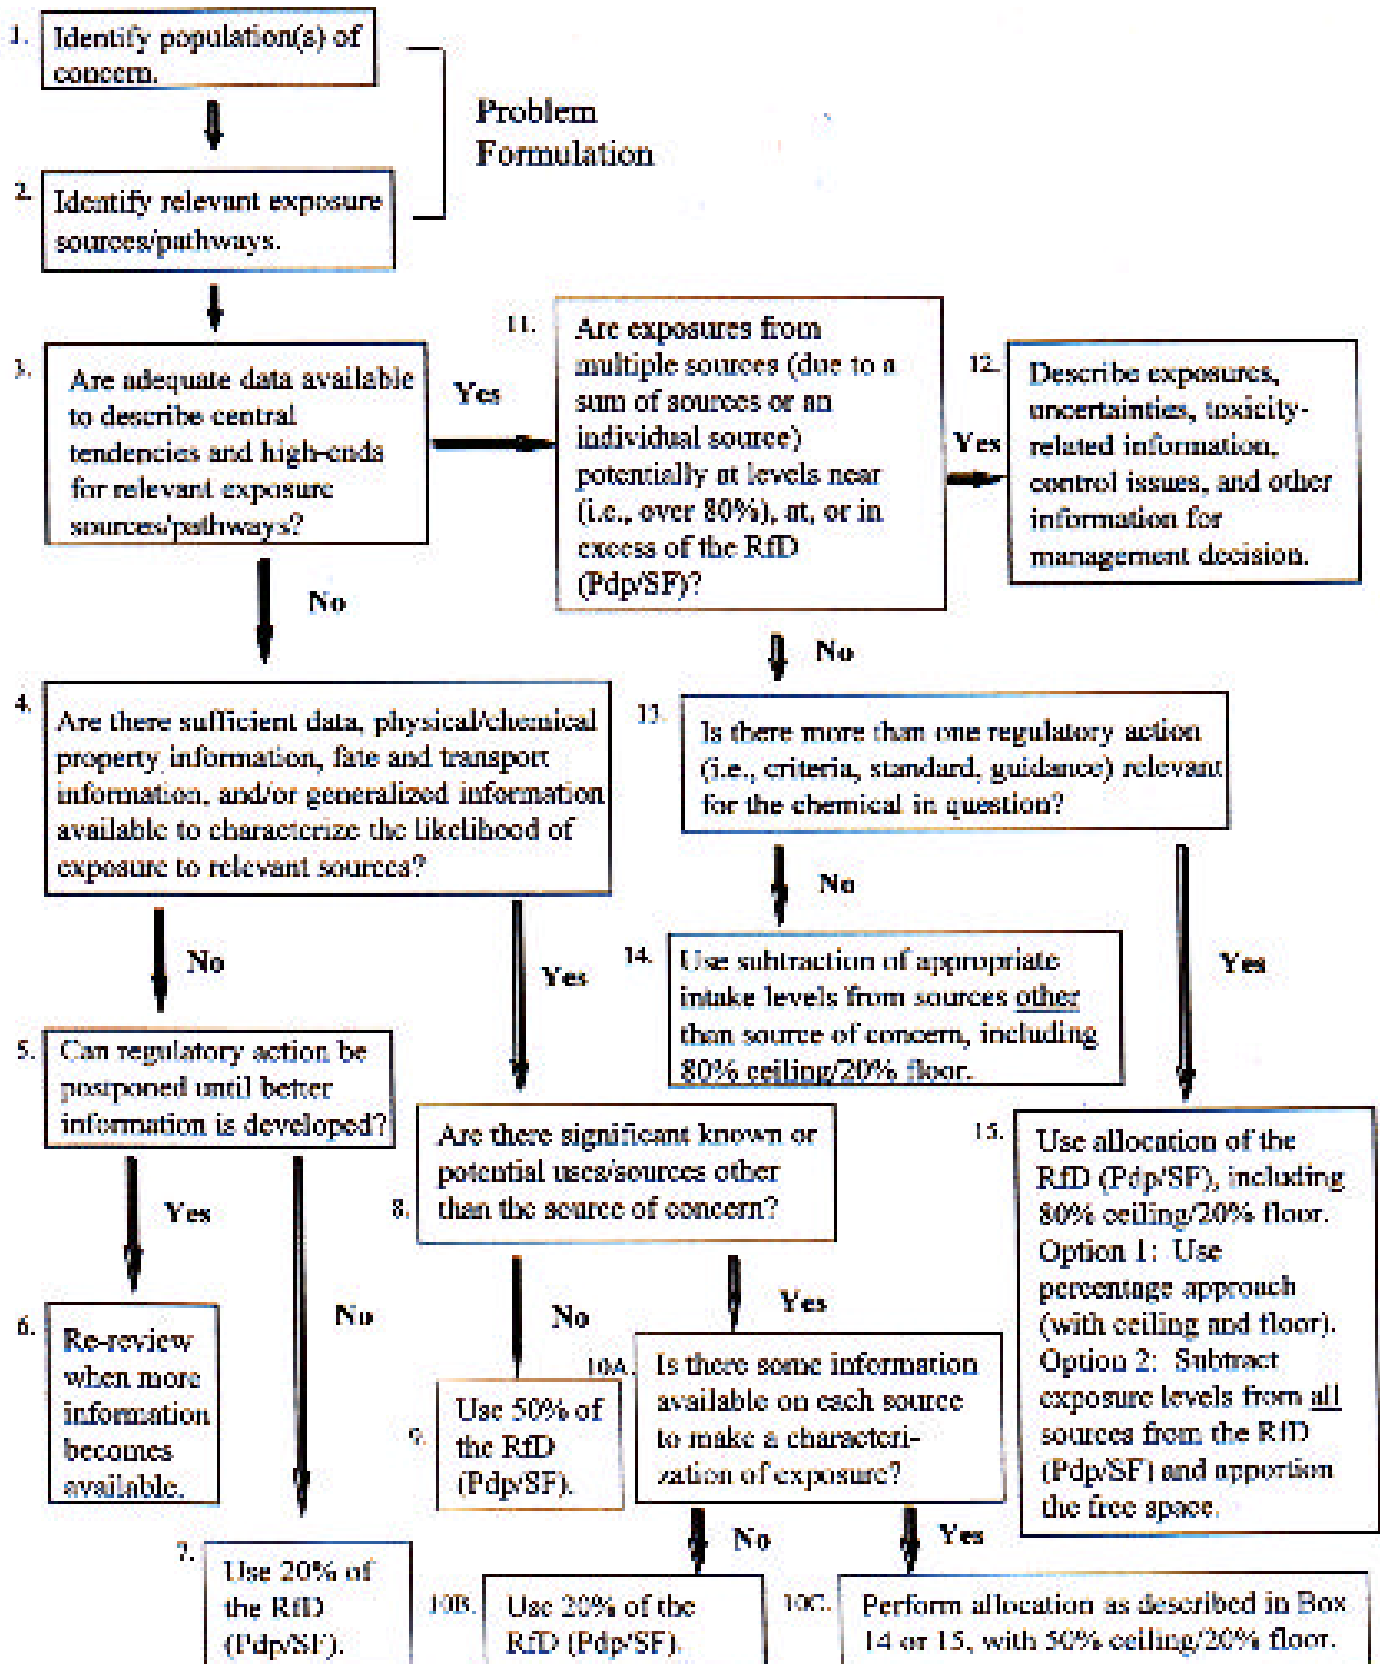 1.
Identify population(s) of
concern.
Problem
Formulation
2.
Identify relevant exposure
sources/pathways.
3.
Are adequate data available
to describe central
tendencies and high-ends
for relevant exposure
sources/pathways?
Yes
No
11.
Are exposures from
multiple sources (due to a
sum of sources or an
individual source)
potentially at levels near
(i.e., over 80%), at, or in
excess of the RfD
(Pdp/SF)?
Yes
No
12.
Describe exposures,
uncertainties, toxicity-
related information,
control issues, and other
information for
management decision.
4.
Are there sufficient data, physical/chemical
property information, fate and transport
information, and/or generalized information
available to characterize the likelihood of
exposure to relevant sources?
No
Yes
13.
Is there more than one regulatory action
(i.e., criteria, standard, guidance) relevant
for the chemical in question?
No
Yes
14.
Use subtraction of appropriate
intake levels from sources other
than source of concern, including
80% ceiling/20% floor.
5.
Can regulatory action be
postponed until better
information is developed?
Yes
No
8.
Are there significant known or
potential uses/sources other
than the source of concern?
No
Yes
15.
Use allocation of the
RfD (Pdp/SF), including
80% ceiling/20% floor.
Option 1: Use
percentage approach
(with ceiling and floor).
Option 2: Subtract
exposure levels from all
sources from the RfD
(Pdp/SF) and apportion
the free space.
6.
Re-review
when more
information
becomes
available.
9.
Use 50% of
the RfD
(Pdp/SF).
10A.
Is there some information
available on each source
to make a characteri-
zation of exposure?
No
Yes
7.
Use 20% of
the RfD
(Pdp/SF).
10B.
Use 20% of the
RfD (Pdp/SF).
10C.
Perform allocation as described in Box
14 or 15, with 50% ceiling/20% floor.